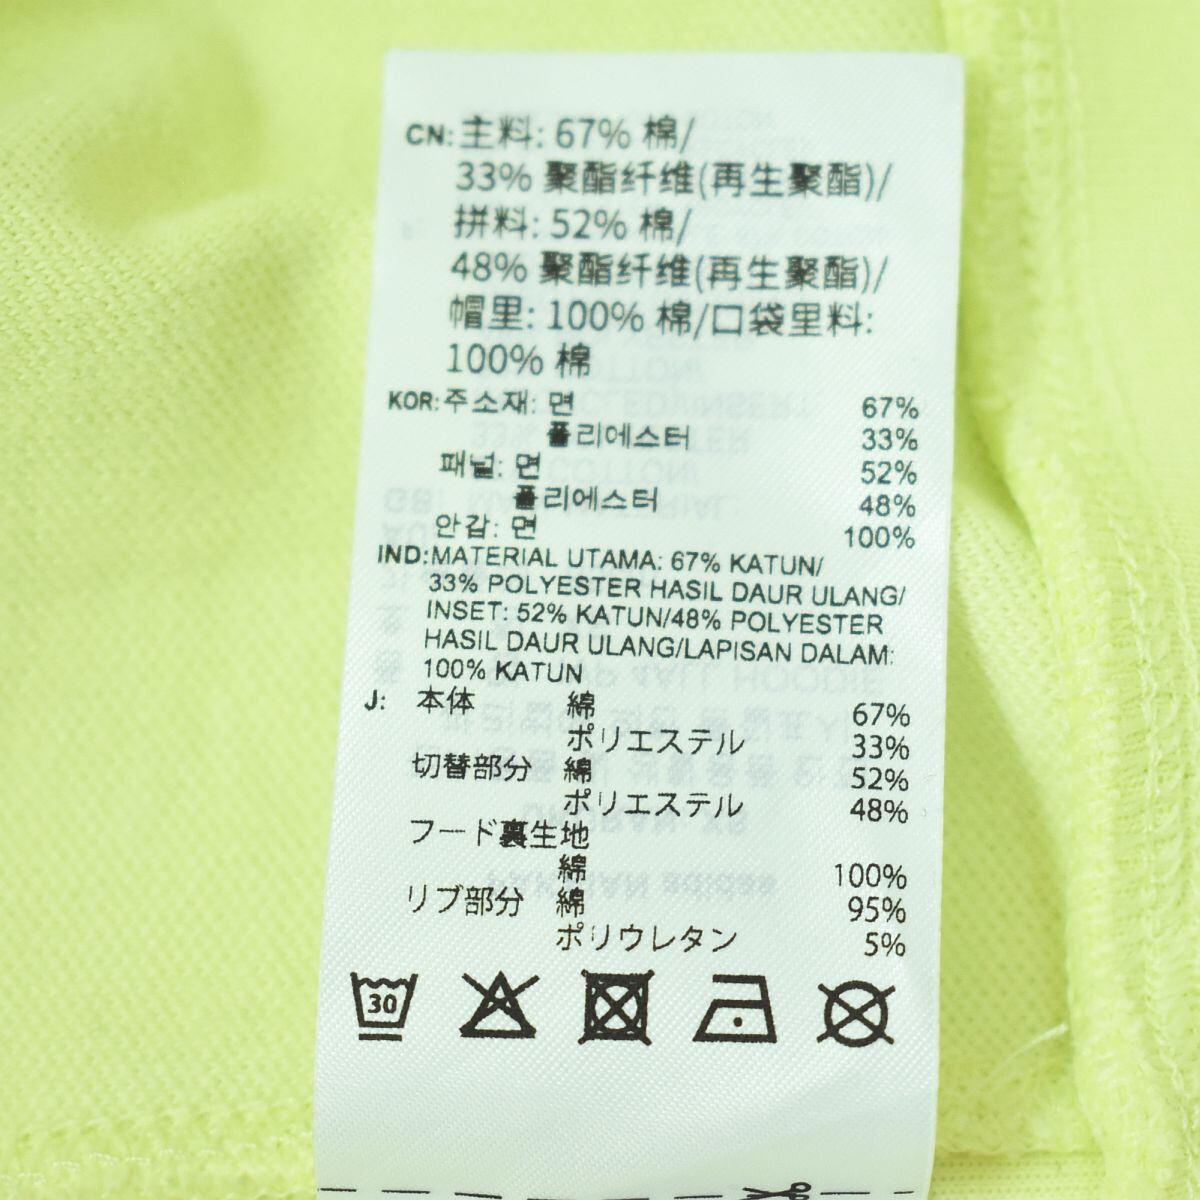 CN:主料: 67% 棉/
33% 聚酯纤维(再生聚酯)/
拼料: 52% 棉/
48% 聚酯纤维(再生聚酯)/
帽里: 100% 棉/口袋里料:
100% 棉
KOR:주소재: 면 67%
폴리에스터 33%
패널: 면 52%
폴리에스터 48%
안감: 면 100%
IND:MATERIAL UTAMA: 67% KATUN/
33% POLYESTER HASIL DAUR ULANG/
INSET: 52% KATUN/48% POLYESTER
HASIL DAUR ULANG/LAPISAN DALAM:
100% KATUN
J: 本体 綿 67%
ポリエステル 33%
切替部分 綿 52%
ポリエステル 48%
フード裏生地
綿 100%
リブ部分 綿 95%
ポリウレタン 5%
30